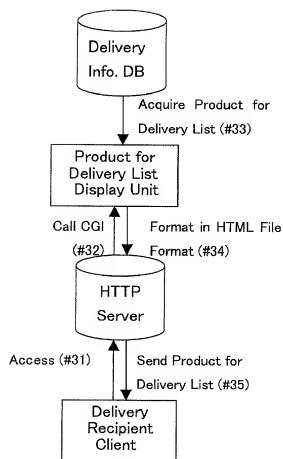 Delivery
Info. DB
Acquire Product for
Delivery List (#33)
Product for
Delivery List
Display Unit
Call CGI
(#32)
Format in HTML File
Format (#34)
HTTP
Server
Access (#31)
Send Product for
Delivery List (#35)
Delivery
Recipient
Client